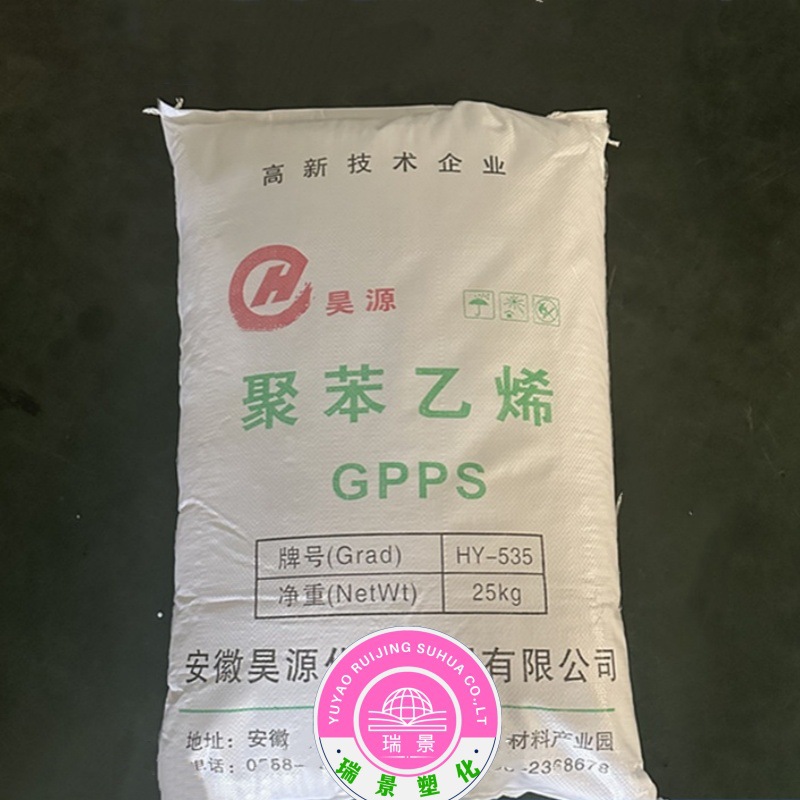 高新技术企业
H
昊源
聚苯乙烯
GPPS
牌号(Grad) HY-535
净重(NetWt) 25kg
安徽昊源 有限公司
地址: 安徽 材料产业园
电话: 2368678
YUYAO RUIJING SUHUA CO.,LT
瑞景
·瑞景塑化·